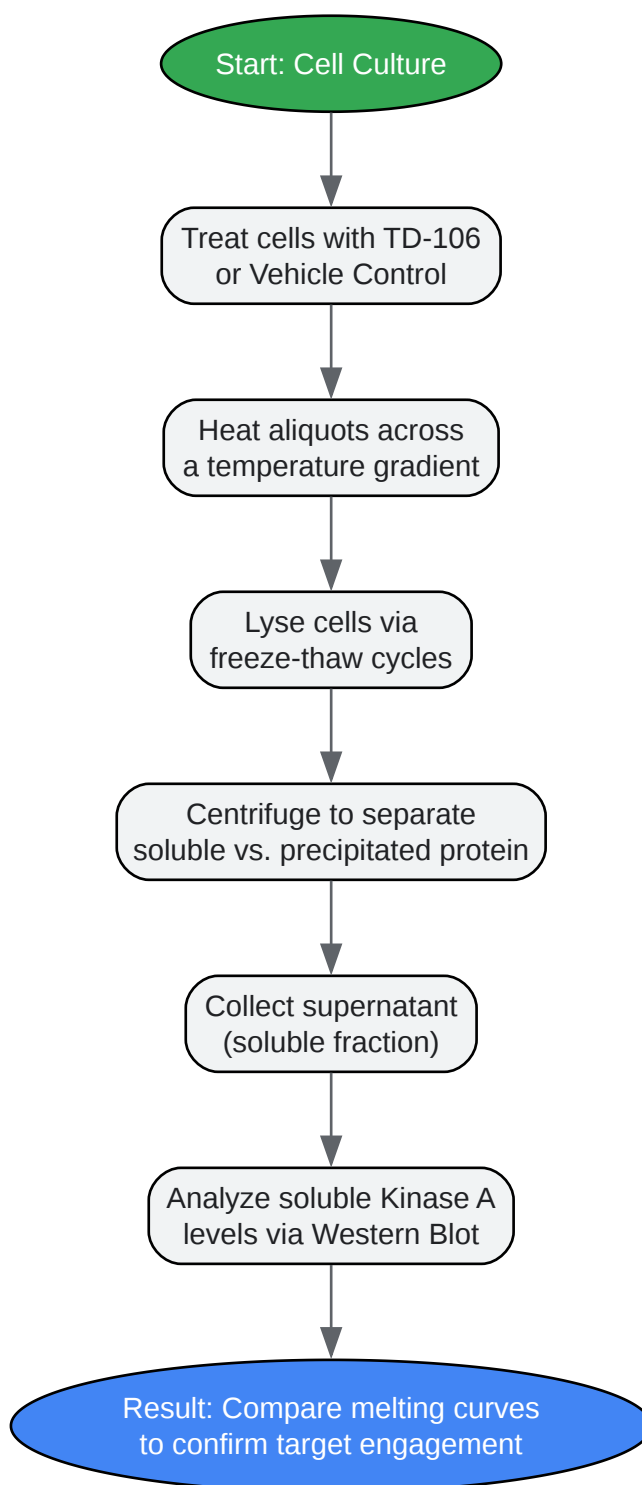 Start: Cell Culture
Treat cells with TD-106
or Vehicle Control
Heat aliquots across
a temperature gradient
Lyse cells via
freeze-thaw cycles
Centrifuge to separate
soluble vs. precipitated protein
Collect supernatant
(soluble fraction)
Analyze soluble Kinase A
levels via Western Blot
Result: Compare melting curves
to confirm target engagement